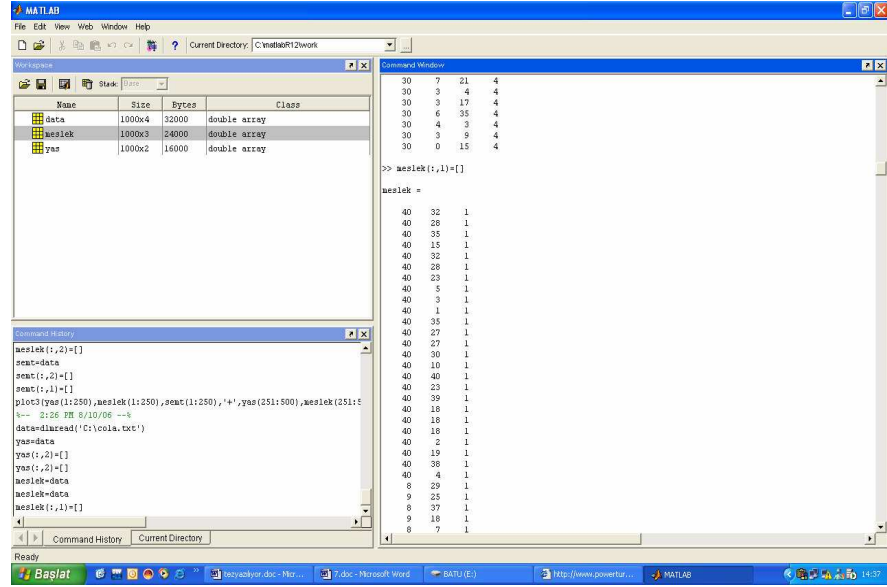 MATLAB
File Edit View Web Window Help
Current Directory: C:\matlabR12\work
Workspace
Stack: Base
Name Size Bytes Class
data 1000x4 32000 double array
meslek 1000x3 24000 double array
yas 1000x2 16000 double array
Command History
meslek(:,2)=[]
semt=data
semt(:,2)=[]
semt(:,1)=[]
plot3(yas(1:250),meslek(1:250),semt(1:250),'+',yas(251:500),meslek(251:5
%-- 2:26 PM 8/10/06 --%
data=dlmread('C:\cola.txt')
yas=data
yas(:,2)=[]
yas(:,2)=[]
meslek=data
meslek=data
meslek(:,1)=[]
Command History Current Directory
Command Window
30 7 21 4
30 3 4 4
30 3 17 4
30 6 35 4
30 4 3 4
30 3 9 4
30 0 15 4
>> meslek(:,1)=[]
meslek =
40 32 1
40 28 1
40 35 1
40 15 1
40 32 1
40 28 1
40 23 1
40 5 1
40 3 1
40 1 1
40 35 1
40 27 1
40 27 1
40 30 1
40 10 1
40 40 1
40 23 1
40 39 1
40 18 1
40 18 1
40 18 1
40 2 1
40 19 1
40 38 1
40 4 1
8 29 1
9 25 1
8 37 1
9 18 1
8 7 1
Ready
Başlat
tezyazılıyor.doc - Micr...
7.doc - Microsoft Word
BATU (E:)
http://www.powertur...
MATLAB
14:37